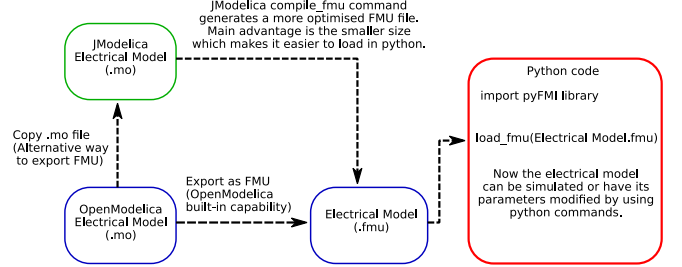 JModelica compile_fmu command
generates a more optimised FMU file.
Main advantage is the smaller size
which makes it easier to load in python.
JModelica
Electrical Model
(.mo)
Copy .mo file
(Alternative way
to export FMU)
OpenModelica
Electrical Model
(.mo)
Export as FMU
(OpenModelica
built-in capability)
Electrical Model
(.fmu)
Python code
import pyFMI library
load_fmu(Electrical Model.fmu)
Now the electrical model
can be simulated or have its
parameters modified by using
python commands.